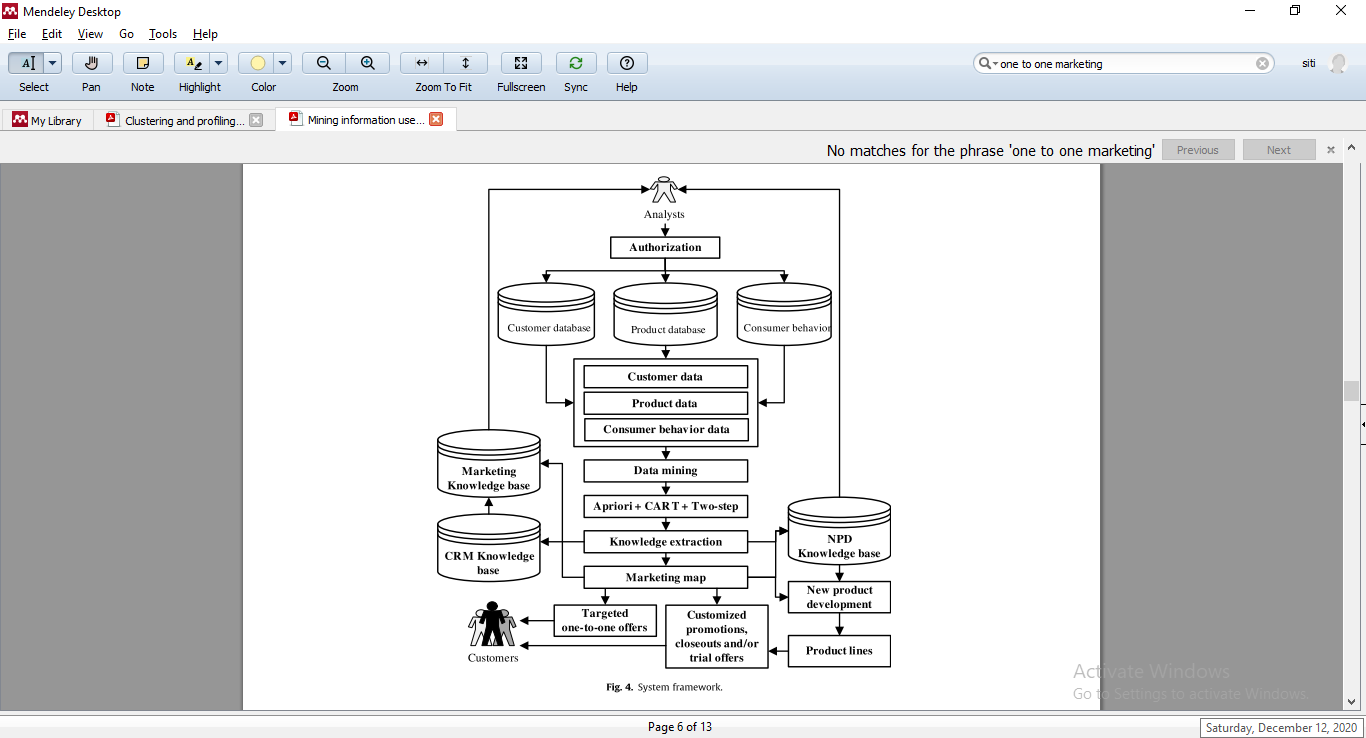 Mendeley Desktop
File Edit View Go Tools Help
one to one marketing
siti
Select Pan Note Highlight Color Zoom Zoom To Fit Fullscreen Sync Help
My Library Clustering and profiling... Mining information use...
No matches for the phrase 'one to one marketing' Previous Next
Analysts
Authorization
Customer database Product database Consumer behavior
Customer data
Product data
Consumer behavior data
Marketing
Knowledge base
Data mining
Apriori + CART + Two-step
CRM Knowledge
base
Knowledge extraction
NPD
Knowledge base
Marketing map
New product
development
Targeted
one-to-one offers
Customized
promotions,
closeouts and/or
trial offers
Product lines
Customers
Fig. 4. System framework.
Activate Windows
Go to Settings to activate Windows.
Page 6 of 13
Saturday, December 12, 2020